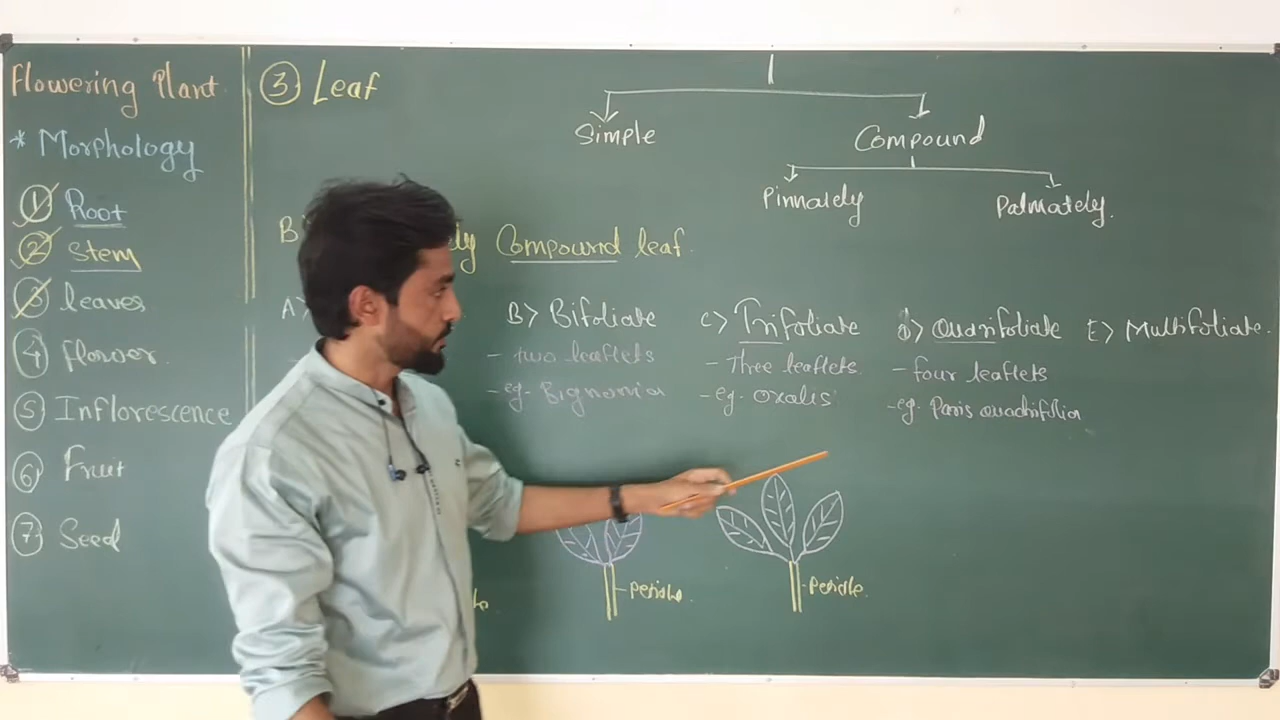 Flowering Plant
* Morphology
1 Root
2 Stem
3 leaves
4 flower
5 Inflorescence
6 Fruit
7 Seed
3 Leaf
Simple
Compound
Pinnately
Palmately.
Compound leaf.
A>
B> Bifoliate
- two leaflets
- eg. Bignonia
C> Trifoliate
- Three leaflets.
- eg. oxalis
D> Quadrifoliate
- four leaflets
- eg. Paris quadrifolia
E> Multifoliate.
- Petiole.
- Petiole.